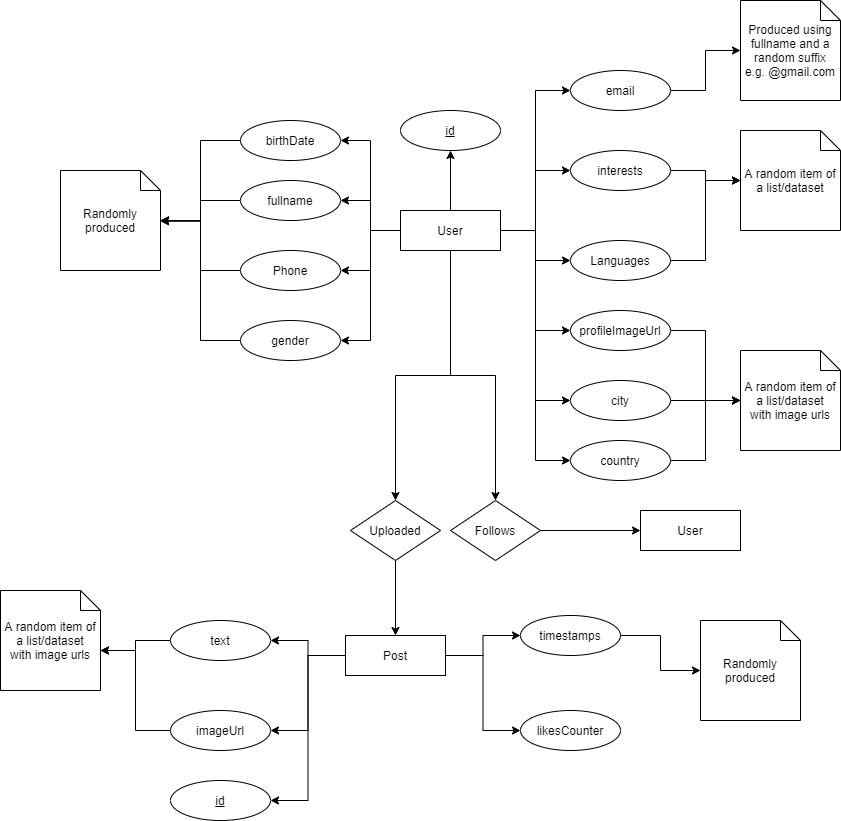 Produced using
fullname and a
random suffix
e.g. @gmail.com
email
id
birthDate
interests
A random item of
a list/dataset
fullname
Randomly
produced
User
Languages
Phone
profileImageUrl
gender
A random item of
a list/dataset
with image urls
city
country
Uploaded
Follows
User
A random item of
a list/dataset
with image urls
text
timestamps
Post
Randomly
produced
imageUrl
likesCounter
id